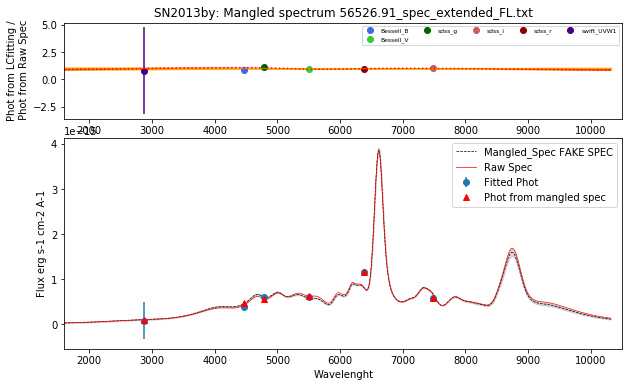 SN2013by: Mangled spectrum 56526.91_spec_extended_FL.txt
Phot from LCfitting /
Phot from Raw Spec
5.0
2.5
0.0
−2.5
Bessell_B
Bessell_V
sdss_g
sdss_i
sdss_r
swift_UVW1
2000 3000 4000 5000 6000 7000 8000 9000 10000
1e−15
Flux erg s-1 cm-2 A-1
4
3
2
1
0
Mangled_Spec FAKE SPEC
Raw Spec
Fitted Phot
Phot from mangled spec
2000 3000 4000 5000 6000 7000 8000 9000 10000
Wavelenght